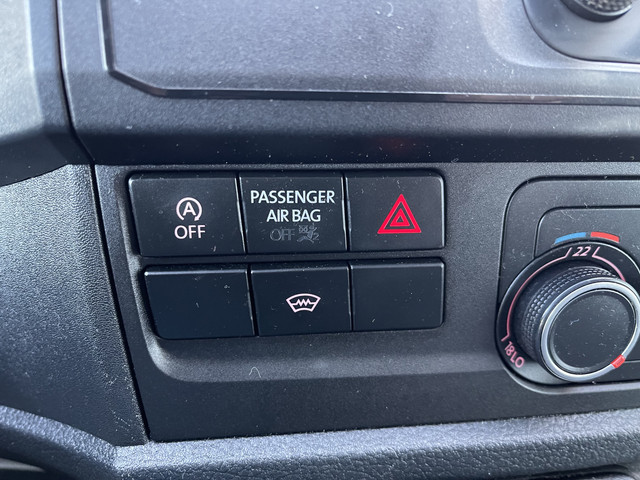 A
OFF
PASSENGER
AIR BAG
OFF
22
18 LO